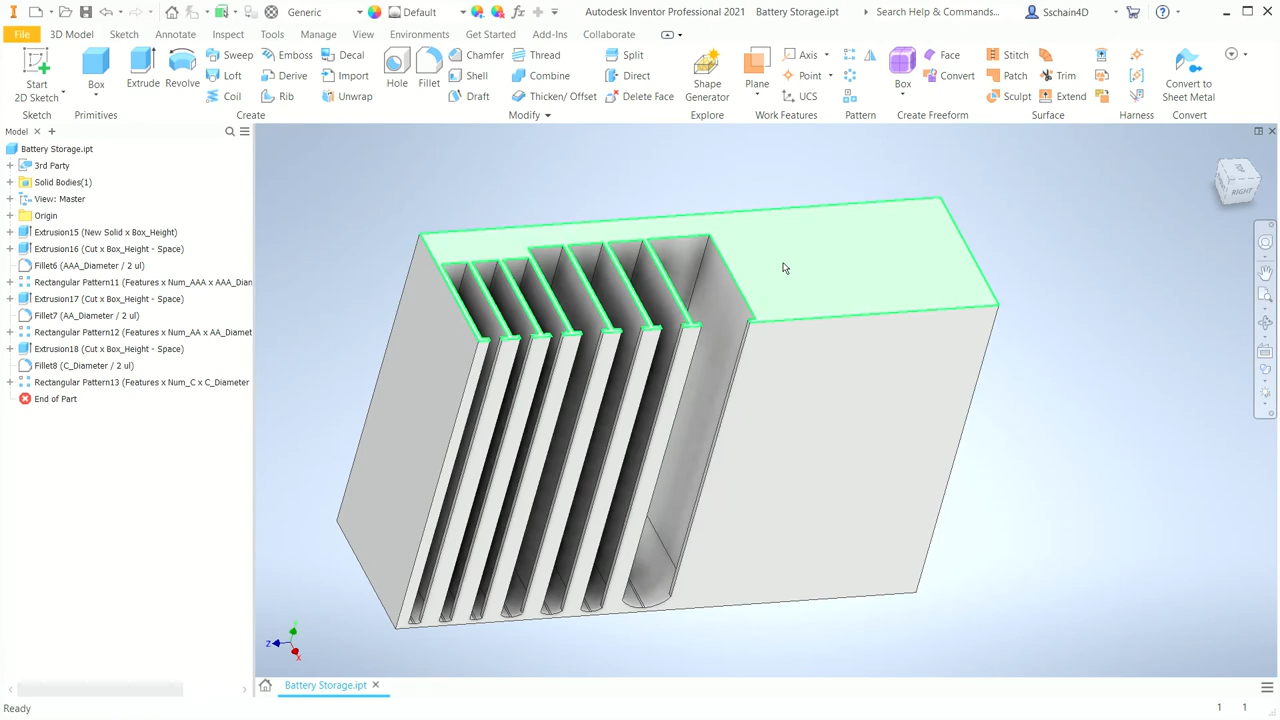 Generic
Default
Autodesk Inventor Professional 2021 Battery Storage.ipt
Search Help & Commands...
Sschain4D
File 3D Model Sketch Annotate Inspect Tools Manage View Environments Get Started Add-Ins Collaborate
Start
2D Sketch
Box
Extrude
Revolve
Sweep
Loft
Coil
Emboss
Derive
Rib
Decal
Import
Unwrap
Hole
Fillet
Chamfer
Shell
Draft
Thread
Combine
Thicken/ Offset
Split
Direct
Delete Face
Shape
Generator
Plane
Axis
Point
UCS
Box
Face
Convert
Stitch
Patch
Sculpt
Trim
Extend
Convert to
Sheet Metal
Sketch Primitives Create Modify Explore Work Features Pattern Create Freeform Surface Harness Convert
Model
Battery Storage.ipt
3rd Party
Solid Bodies(1)
View: Master
Origin
Extrusion15 (New Solid x Box_Height)
Extrusion16 (Cut x Box_Height - Space)
Fillet6 (AAA_Diameter / 2 ul)
Rectangular Pattern11 (Features x Num_AAA x AAA_Dian
Extrusion17 (Cut x Box_Height - Space)
Fillet7 (AA_Diameter / 2 ul)
Rectangular Pattern12 (Features x Num_AA x AA_Diamet
Extrusion18 (Cut x Box_Height - Space)
Fillet8 (C_Diameter / 2 ul)
Rectangular Pattern13 (Features x Num_C x C_Diameter
End of Part
RIGHT
Z
X
Battery Storage.ipt
Ready
1 1